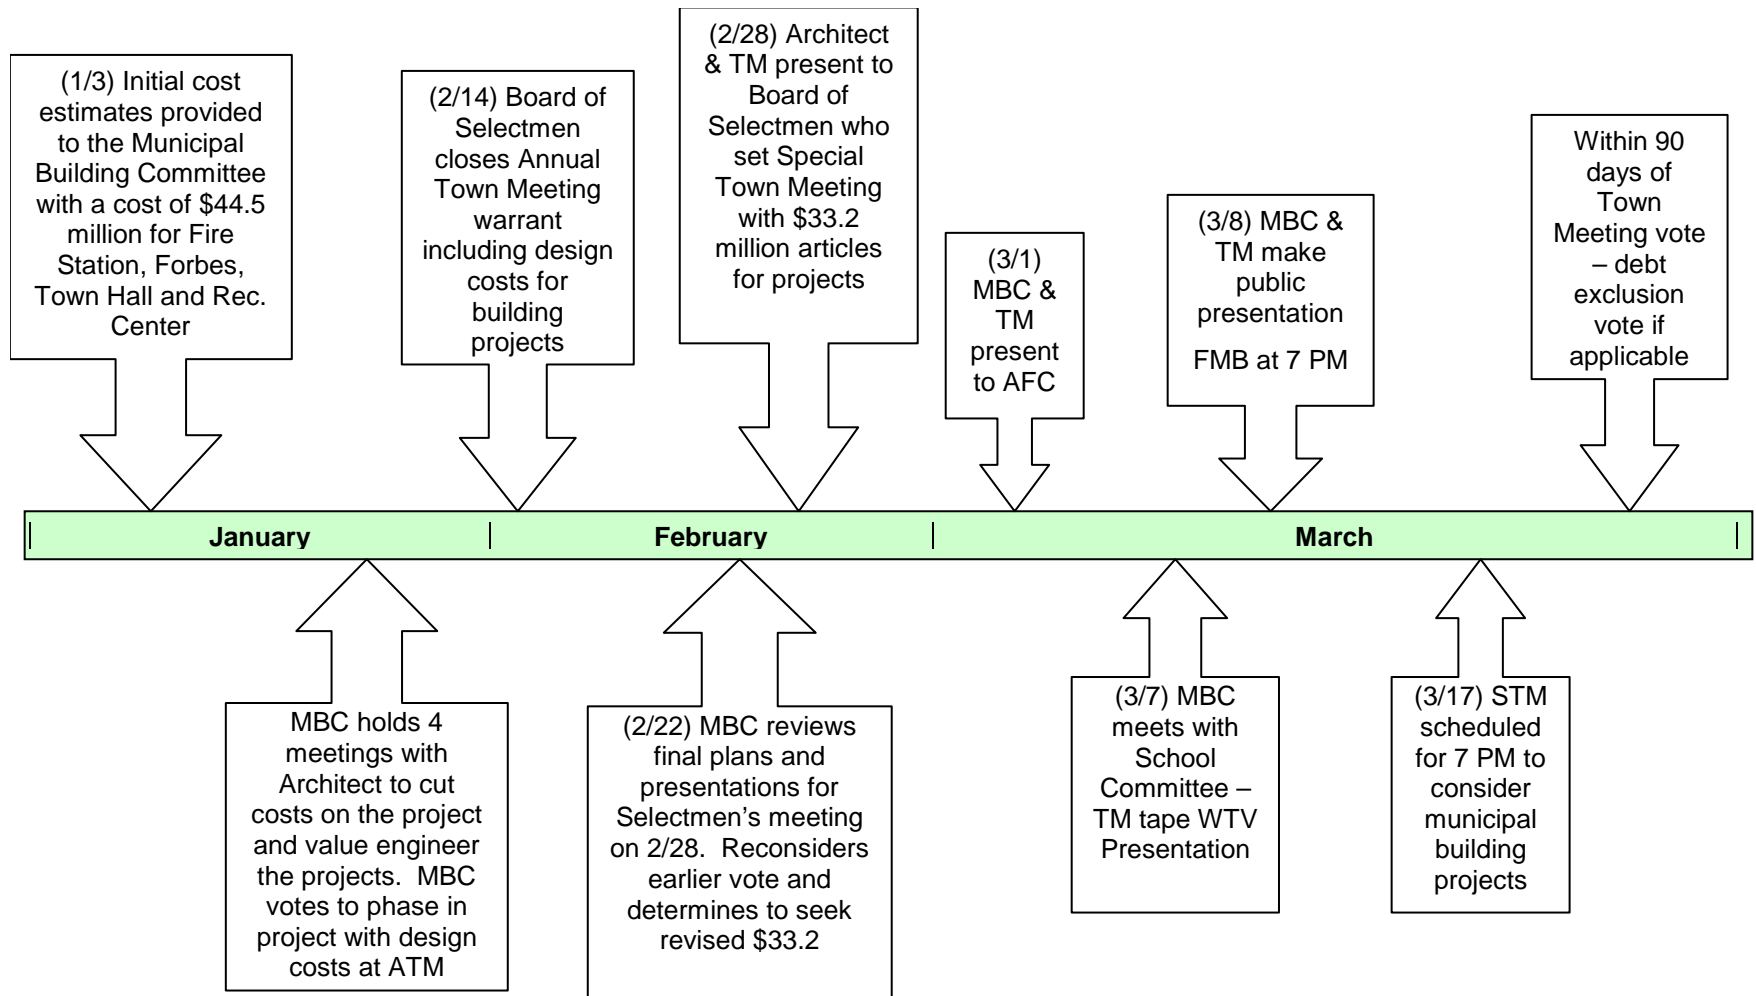 (1/3) Initial cost
estimates provided
to the Municipal
Building Committee
with a cost of $44.5
million for Fire
Station, Forbes,
Town Hall and Rec.
Center
(2/14) Board of
Selectmen
closes Annual
Town Meeting
warrant
including design
costs for
building
projects
(2/28) Architect
& TM present to
Board of
Selectmen who
set Special
Town Meeting
with $33.2
million articles
for projects
(3/1)
MBC &
TM
present
to AFC
(3/8) MBC &
TM make
public
presentation
FMB at 7 PM
Within 90
days of
Town
Meeting vote
– debt
exclusion
vote if
applicable
January
February
March
MBC holds 4
meetings with
Architect to cut
costs on the project
and value engineer
the projects.  MBC
votes to phase in
project with design
costs at ATM
(2/22) MBC reviews
final plans and
presentations for
Selectmen’s meeting
on 2/28.  Reconsiders
earlier vote and
determines to seek
revised $33.2
(3/7) MBC
meets with
School
Committee –
TM tape WTV
Presentation
(3/17) STM
scheduled
for 7 PM to
consider
municipal
building
projects